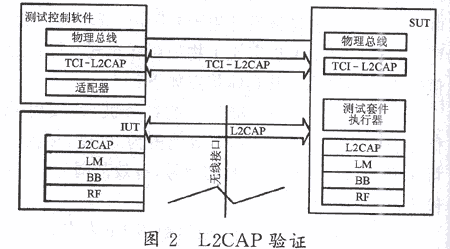 测试控制软件
物理总线
TCI-L2CAP
适配器
IUT
L2CAP
LM
BB
RF
TCI-L2CAP
L2CAP
无线接口
SUT
物理总线
TCI-L2CAP
测试套件
执行器
L2CAP
LM
BB
RF
图 2 L2CAP 验证